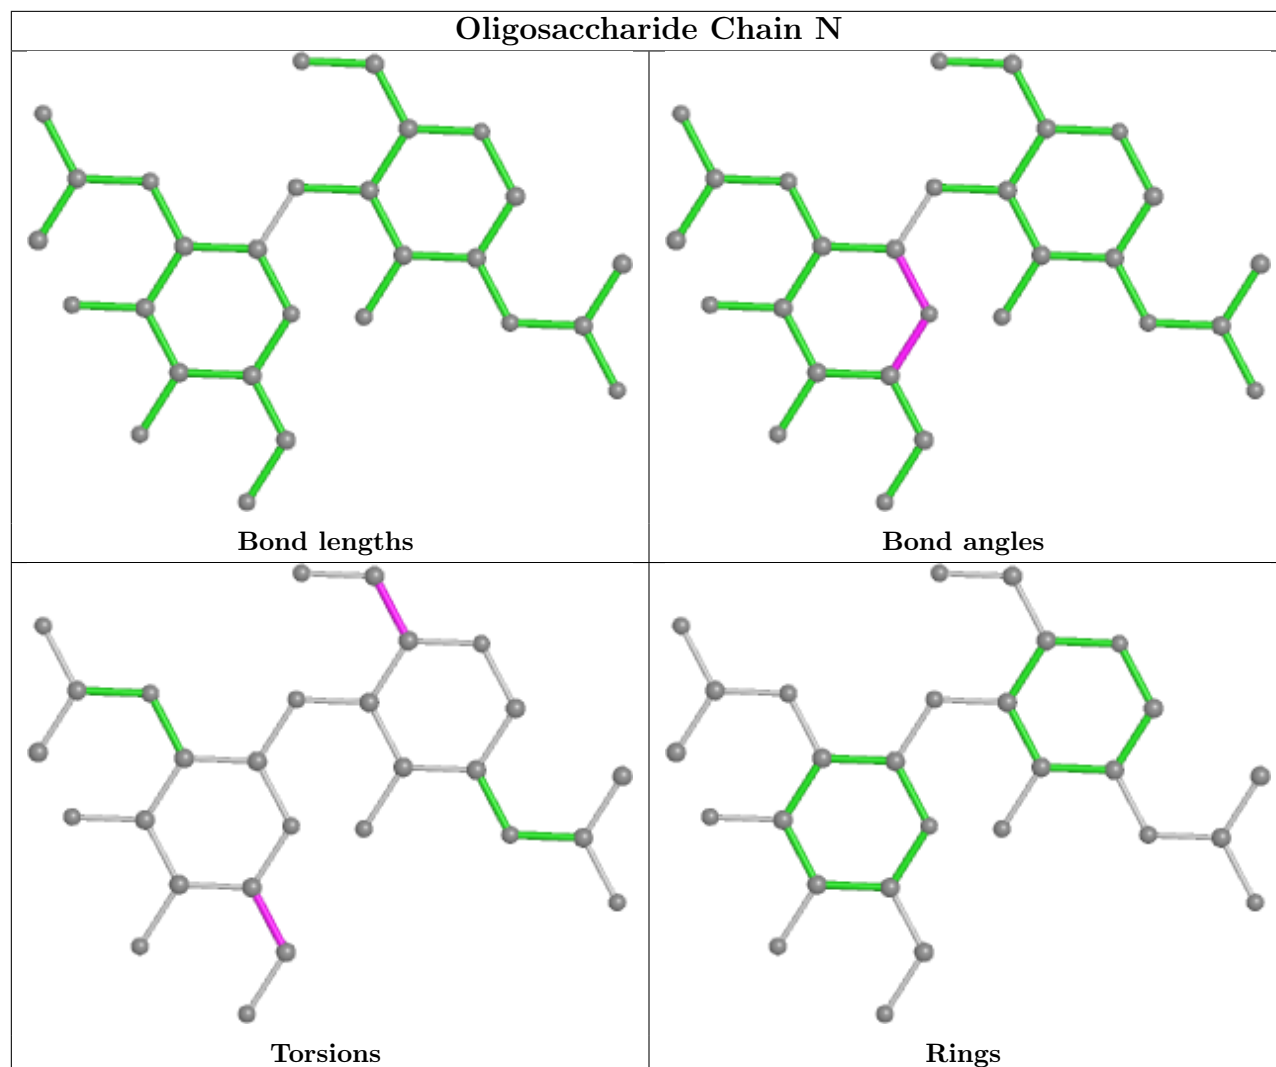 Oligosaccharide Chain N
Bond lengths
Bond angles
Torsions
Rings